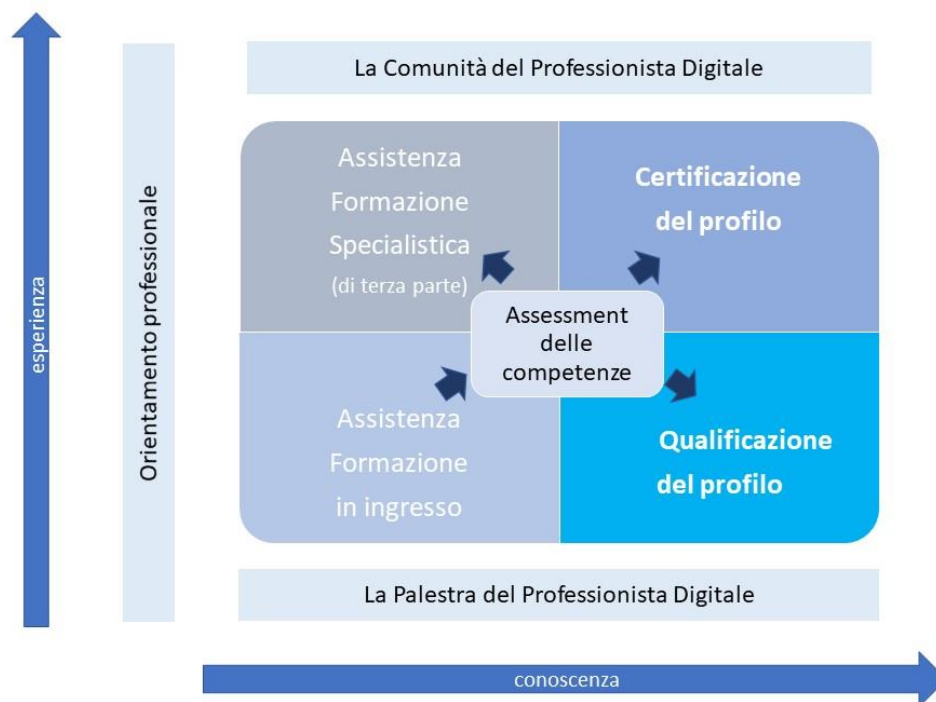 La Comunità del Professionista Digitale
esperienza
Orientamento professionale
Assistenza
Formazione
Specialistica
(di terza parte)
Certificazione
del profilo
Assessment
delle
competenze
Assistenza
Formazione
in ingresso
Qualificazione
del profilo
La Palestra del Professionista Digitale
conoscenza